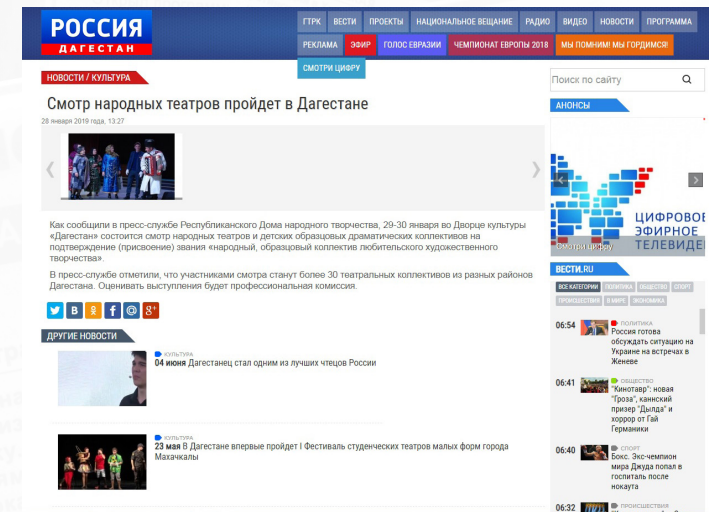 РОССИЯ
ДАГЕСТАН
ГТРК ВЕСТИ ПРОЕКТЫ НАЦИОНАЛЬНОЕ ВЕЩАНИЕ РАДИО ВИДЕО НОВОСТИ ПРОГРАММА
РЕКЛАМА ЭФИР ГОЛОС ЕВРАЗИИ ЧЕМПИОНАТ ЕВРОПЫ 2018 МЫ ПОМНИМ! МЫ ГОРДИМСЯ!
СМОТРИ ЦИФРУ
НОВОСТИ / КУЛЬТУРА
Смотр народных театров пройдет в Дагестане
28 января 2019 года, 13:27
Как сообщили в пресс-службе Республиканского Дома народного творчества, 29-30 января во Дворце культуры
«Дагестан» состоится смотр народных театров и детских образцовых драматических коллективов на
подтверждение (присвоение) звания «народный, образцовый коллектив любительского художественного
творчества».
В пресс-службе отметили, что участниками смотра станут более 30 театральных коллективов из разных районов
Дагестана. Оценивать выступления будет профессиональная комиссия.
ДРУГИЕ НОВОСТИ
КУЛЬТУРА
04 июня Дагестанец стал одним из лучших чтецов России
КУЛЬТУРА
23 мая В Дагестане впервые пройдет I Фестиваль студенческих театров малых форм города
Махачкалы
Поиск по сайту
АНОНСЫ
ЦИФРОВОЕ
ЭФИРНОЕ
ТЕЛЕВИДЕ
Смотри цифру
ВЕСТИ.RU
ВСЕ КАТЕГОРИИ ПОЛИТИКА ОБЩЕСТВО СПОРТ
ПРОИСШЕСТВИЯ В МИРЕ ЭКОНОМИКА
06:54 ПОЛИТИКА
Россия готова
обсуждать ситуацию на
Украине на встречах в
Женеве
06:41 ОБЩЕСТВО
"Кинотавр": новая
"Гроза", каннский
призер "Дылда" и
хоррор от Гай
Германики
06:40 СПОРТ
Бокс. Экс-чемпион
мира Джуда попал в
госпиталь после
нокаута
06:32 ПРОИСШЕСТВИЯ